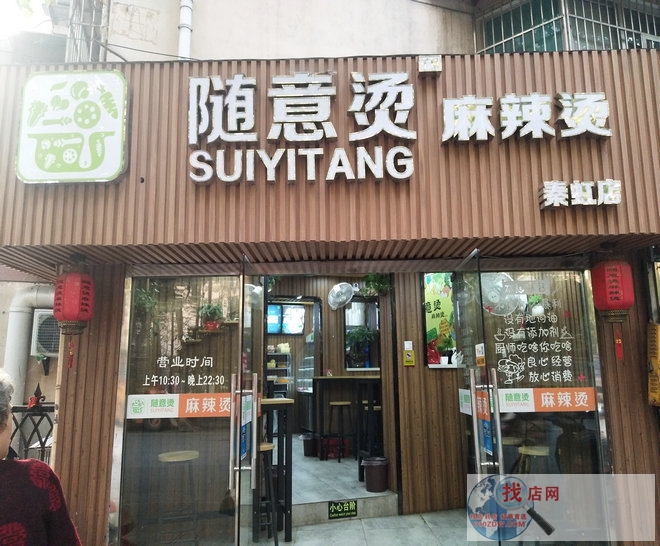 随意烫
SUIYITANG
麻辣烫
秦虹店
营业时间
上午10:30~晚上22:30
随意烫
SUIYITANG
麻辣烫
没有地沟油
没有添加剂
厨师吃啥你吃啥
良心经营
放心消费
随意烫
SUIYITANG
麻辣烫
小心台阶
找店网